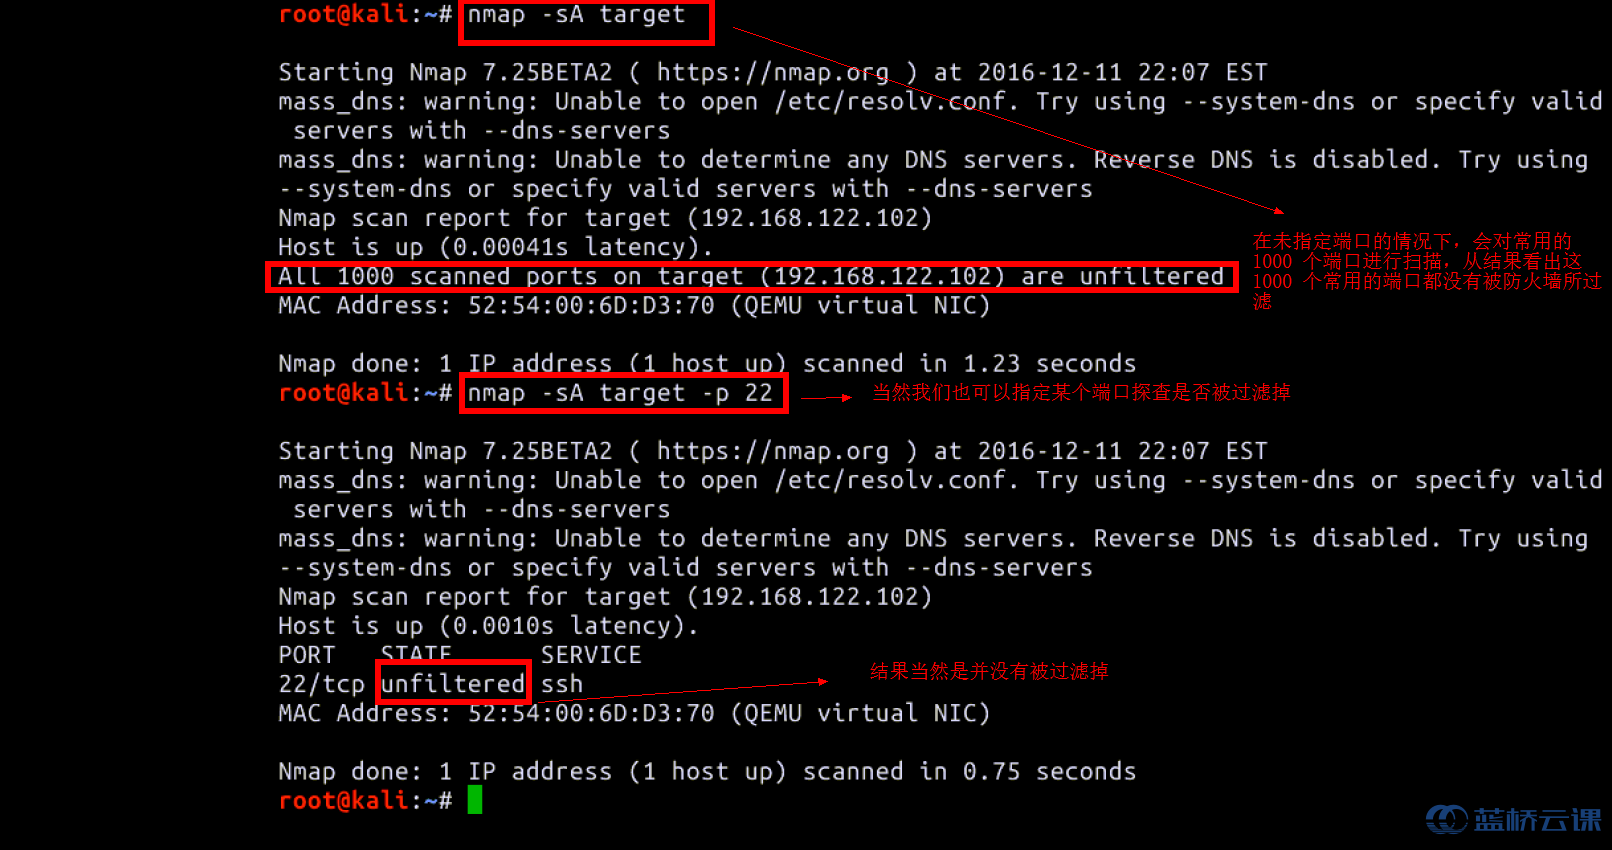 root@kali:~# nmap -sA target
Starting Nmap 7.25BETA2 ( https://nmap.org ) at 2016-12-11 22:07 EST
mass_dns: warning: Unable to open /etc/resolv.conf. Try using --system-dns or specify valid
servers with --dns-servers
mass_dns: warning: Unable to determine any DNS servers. Reverse DNS is disabled. Try using
--system-dns or specify valid servers with --dns-servers
Nmap scan report for target (192.168.122.102)
Host is up (0.00041s latency).
All 1000 scanned ports on target (192.168.122.102) are unfiltered
MAC Address: 52:54:00:6D:D3:70 (QEMU virtual NIC)
在未指定端口的情况下，会对常用的
1000 个端口进行扫描，从结果看出这
1000 个常用的端口都没有被防火墙所过
滤
Nmap done: 1 IP address (1 host up) scanned in 1.23 seconds
root@kali:~# nmap -sA target -p 22
当然我们也可以指定某个端口探查是否被过滤掉
Starting Nmap 7.25BETA2 ( https://nmap.org ) at 2016-12-11 22:07 EST
mass_dns: warning: Unable to open /etc/resolv.conf. Try using --system-dns or specify valid
servers with --dns-servers
mass_dns: warning: Unable to determine any DNS servers. Reverse DNS is disabled. Try using
--system-dns or specify valid servers with --dns-servers
Nmap scan report for target (192.168.122.102)
Host is up (0.0010s latency).
PORT STATE SERVICE
22/tcp unfiltered ssh
结果当然是并没有被过滤掉
MAC Address: 52:54:00:6D:D3:70 (QEMU virtual NIC)
Nmap done: 1 IP address (1 host up) scanned in 0.75 seconds
root@kali:~#
蓝桥云课